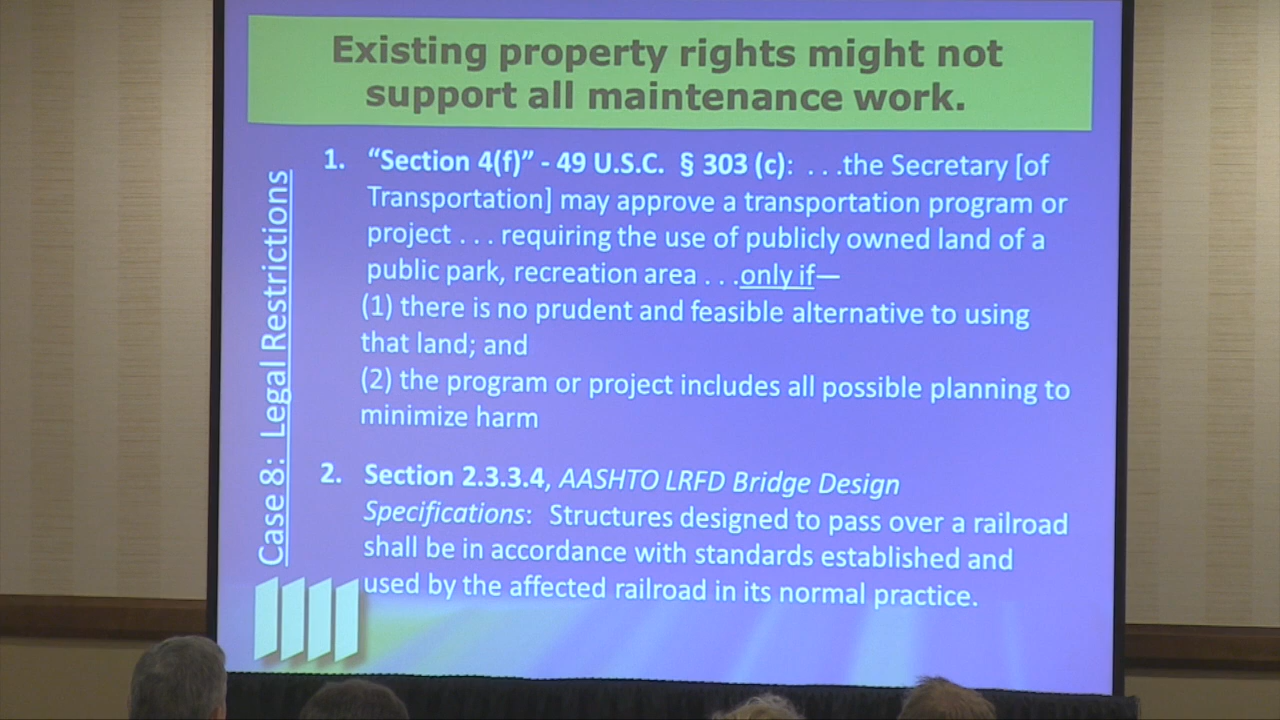 Existing property rights might not
support all maintenance work.
Case 8: Legal Restrictions
1. “Section 4(f)” - 49 U.S.C. § 303 (c): . . .the Secretary [of
Transportation] may approve a transportation program or
project . . . requiring the use of publicly owned land of a
public park, recreation area . . .only if—
(1) there is no prudent and feasible alternative to using
that land; and
(2) the program or project includes all possible planning to
minimize harm
2. Section 2.3.3.4, AASHTO LRFD Bridge Design
Specifications: Structures designed to pass over a railroad
shall be in accordance with standards established and
used by the affected railroad in its normal practice.